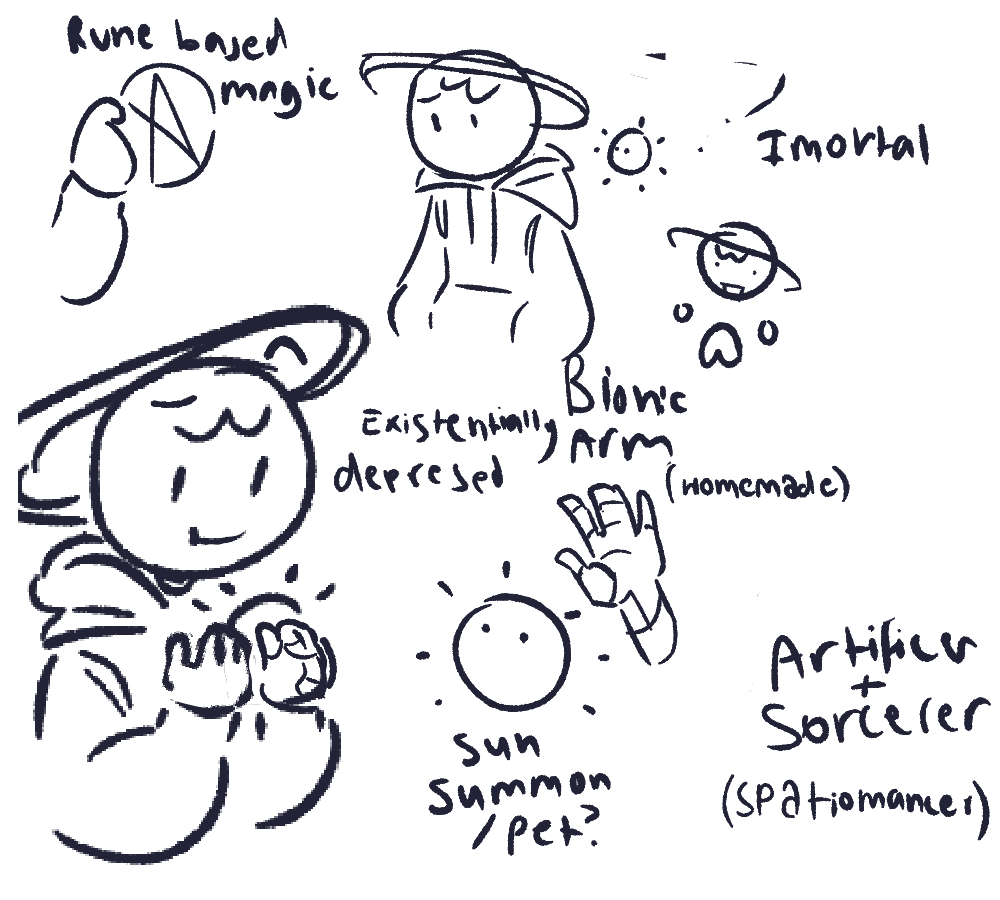 Rune based
magic
Imortal
Existentially
depresed
Bionic
Arm
(Homemade)
Sun
Summon
/pet?
Artificer
+
Sorcerer
(SPatiomancer)